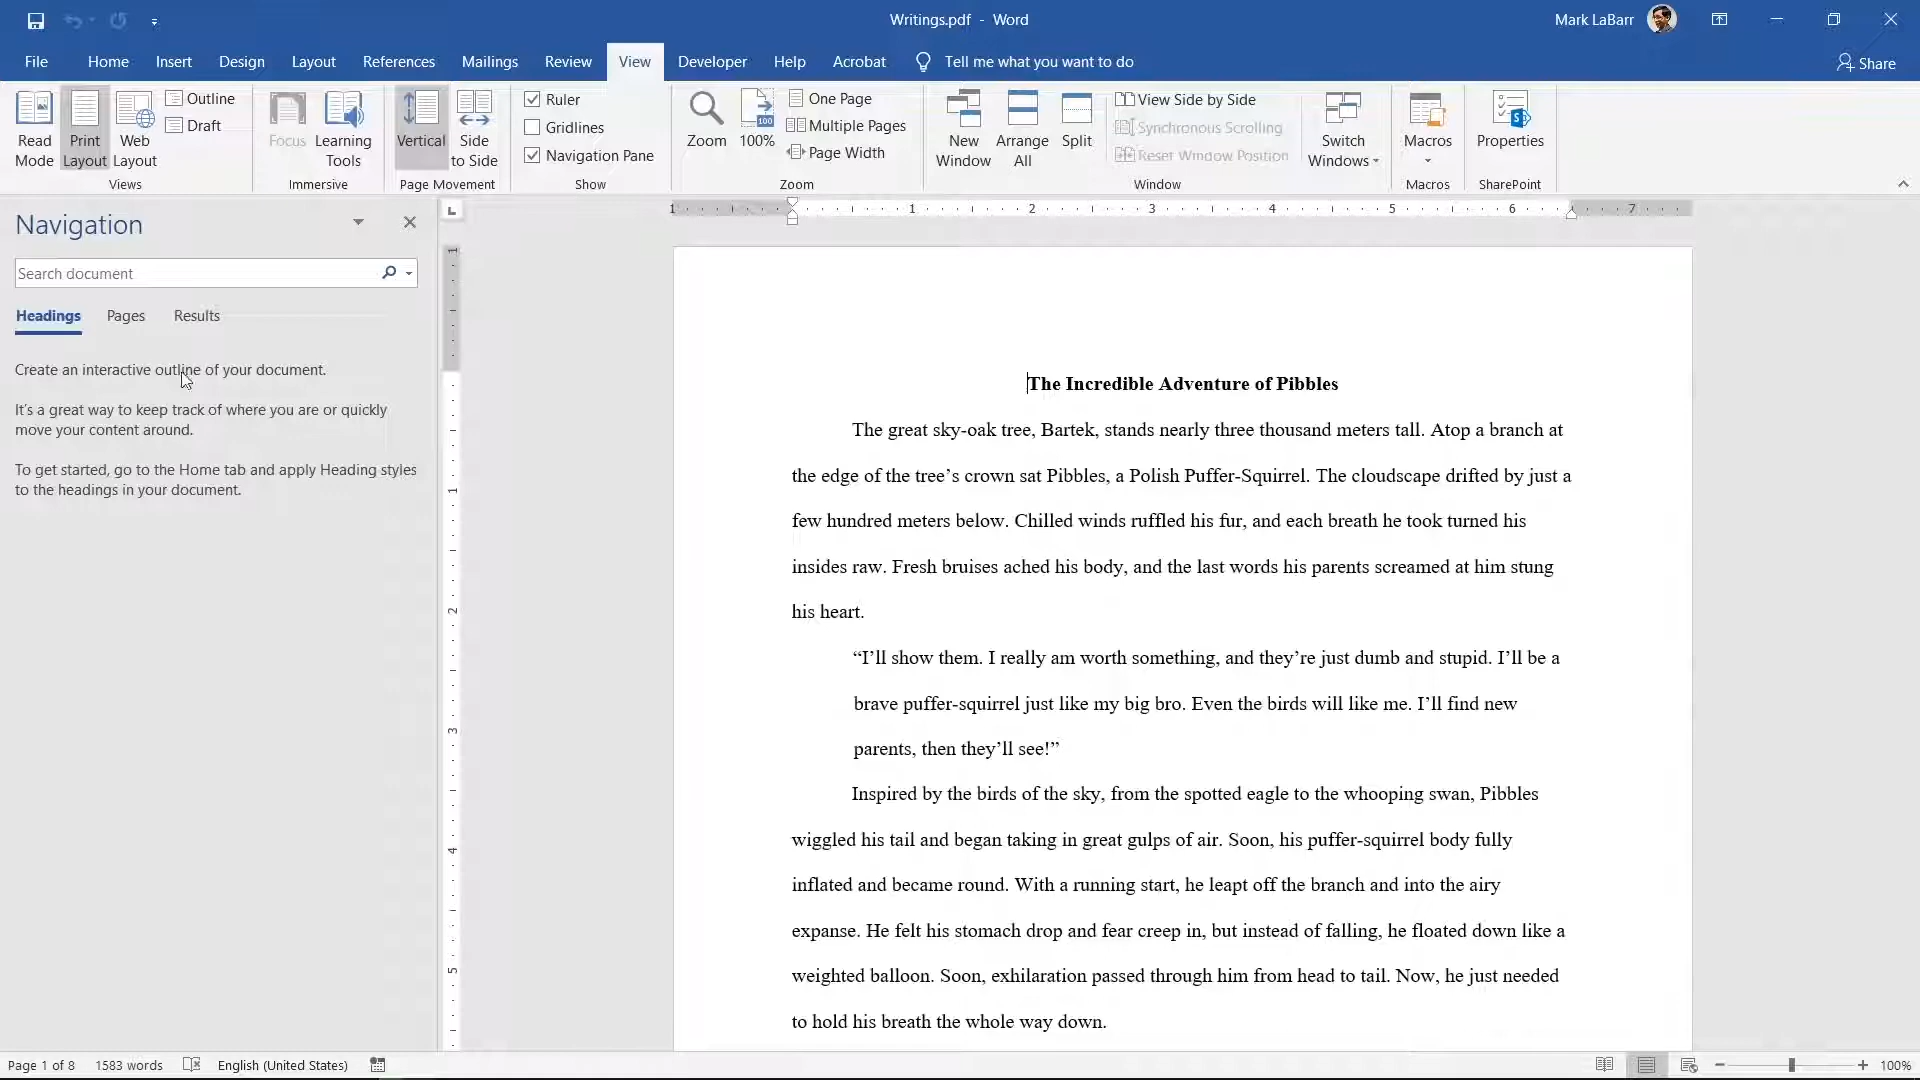 Writings.pdf - Word
Mark LaBarr
File Home Insert Design Layout References Mailings Review View Developer Help Acrobat Tell me what you want to do Share
Read Mode
Print Layout
Web Layout
Outline
Draft
Views
Focus
Learning Tools
Immersive
Vertical
Side to Side
Page Movement
Ruler
Gridlines
Navigation Pane
Show
Zoom
100
100%
One Page
Multiple Pages
Page Width
Zoom
New Window
Arrange All
Split
View Side by Side
Synchronous Scrolling
Reset Window Position
Window
Switch Windows
Macros
Macros
Properties
SharePoint
Navigation
Search document
Headings Pages Results
Create an interactive outline of your document.
It's a great way to keep track of where you are or quickly
move your content around.
To get started, go to the Home tab and apply Heading styles
to the headings in your document.
1 1 2 3 4 5 6 7
1
1
2
3
4
5
The Incredible Adventure of Pibbles
The great sky-oak tree, Bartek, stands nearly three thousand meters tall. Atop a branch at
the edge of the tree’s crown sat Pibbles, a Polish Puffer-Squirrel. The cloudscape drifted by just a
few hundred meters below. Chilled winds ruffled his fur, and each breath he took turned his
insides raw. Fresh bruises ached his body, and the last words his parents screamed at him stung
his heart.
“I’ll show them. I really am worth something, and they’re just dumb and stupid. I’ll be a
brave puffer-squirrel just like my big bro. Even the birds will like me. I’ll find new
parents, then they’ll see!”
Inspired by the birds of the sky, from the spotted eagle to the whooping swan, Pibbles
wiggled his tail and began taking in great gulps of air. Soon, his puffer-squirrel body fully
inflated and became round. With a running start, he leapt off the branch and into the airy
expanse. He felt his stomach drop and fear creep in, but instead of falling, he floated down like a
weighted balloon. Soon, exhilaration passed through him from head to tail. Now, he just needed
to hold his breath the whole way down.
Page 1 of 8 1583 words English (United States) 100%